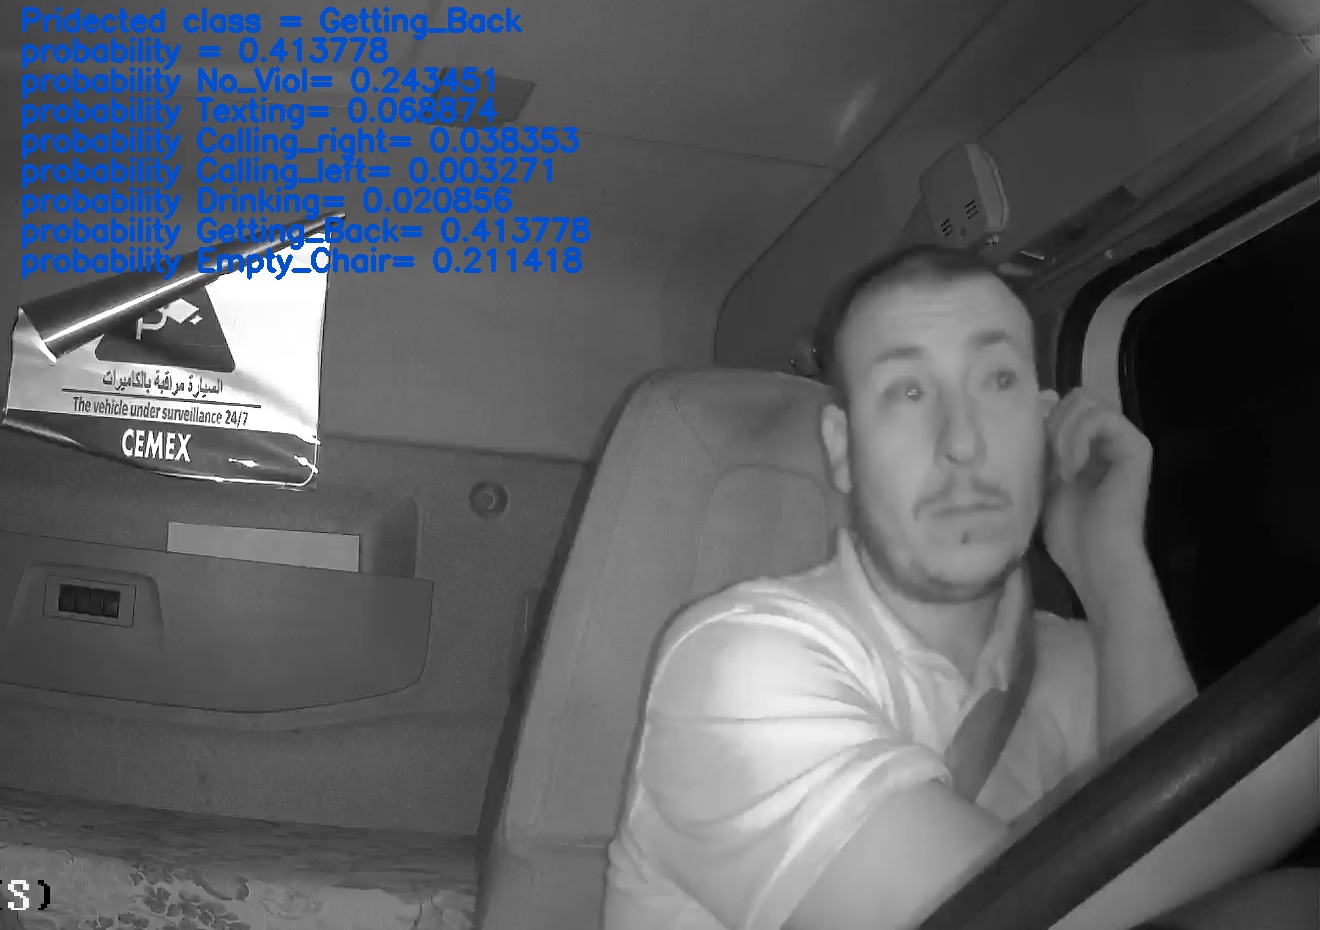 Pridected class = Getting_Back
probability = 0.413778
probability No_Viol= 0.243451
probability Texting= 0.068874
probability Calling_right= 0.038353
probability Calling_left= 0.003271
probability Drinking= 0.020856
probability Getting_Back= 0.413778
probability Empty_Chair= 0.211418
السيارة مراقبة بالكاميرات
The vehicle under surveillance 24/7
CEMEX
S)